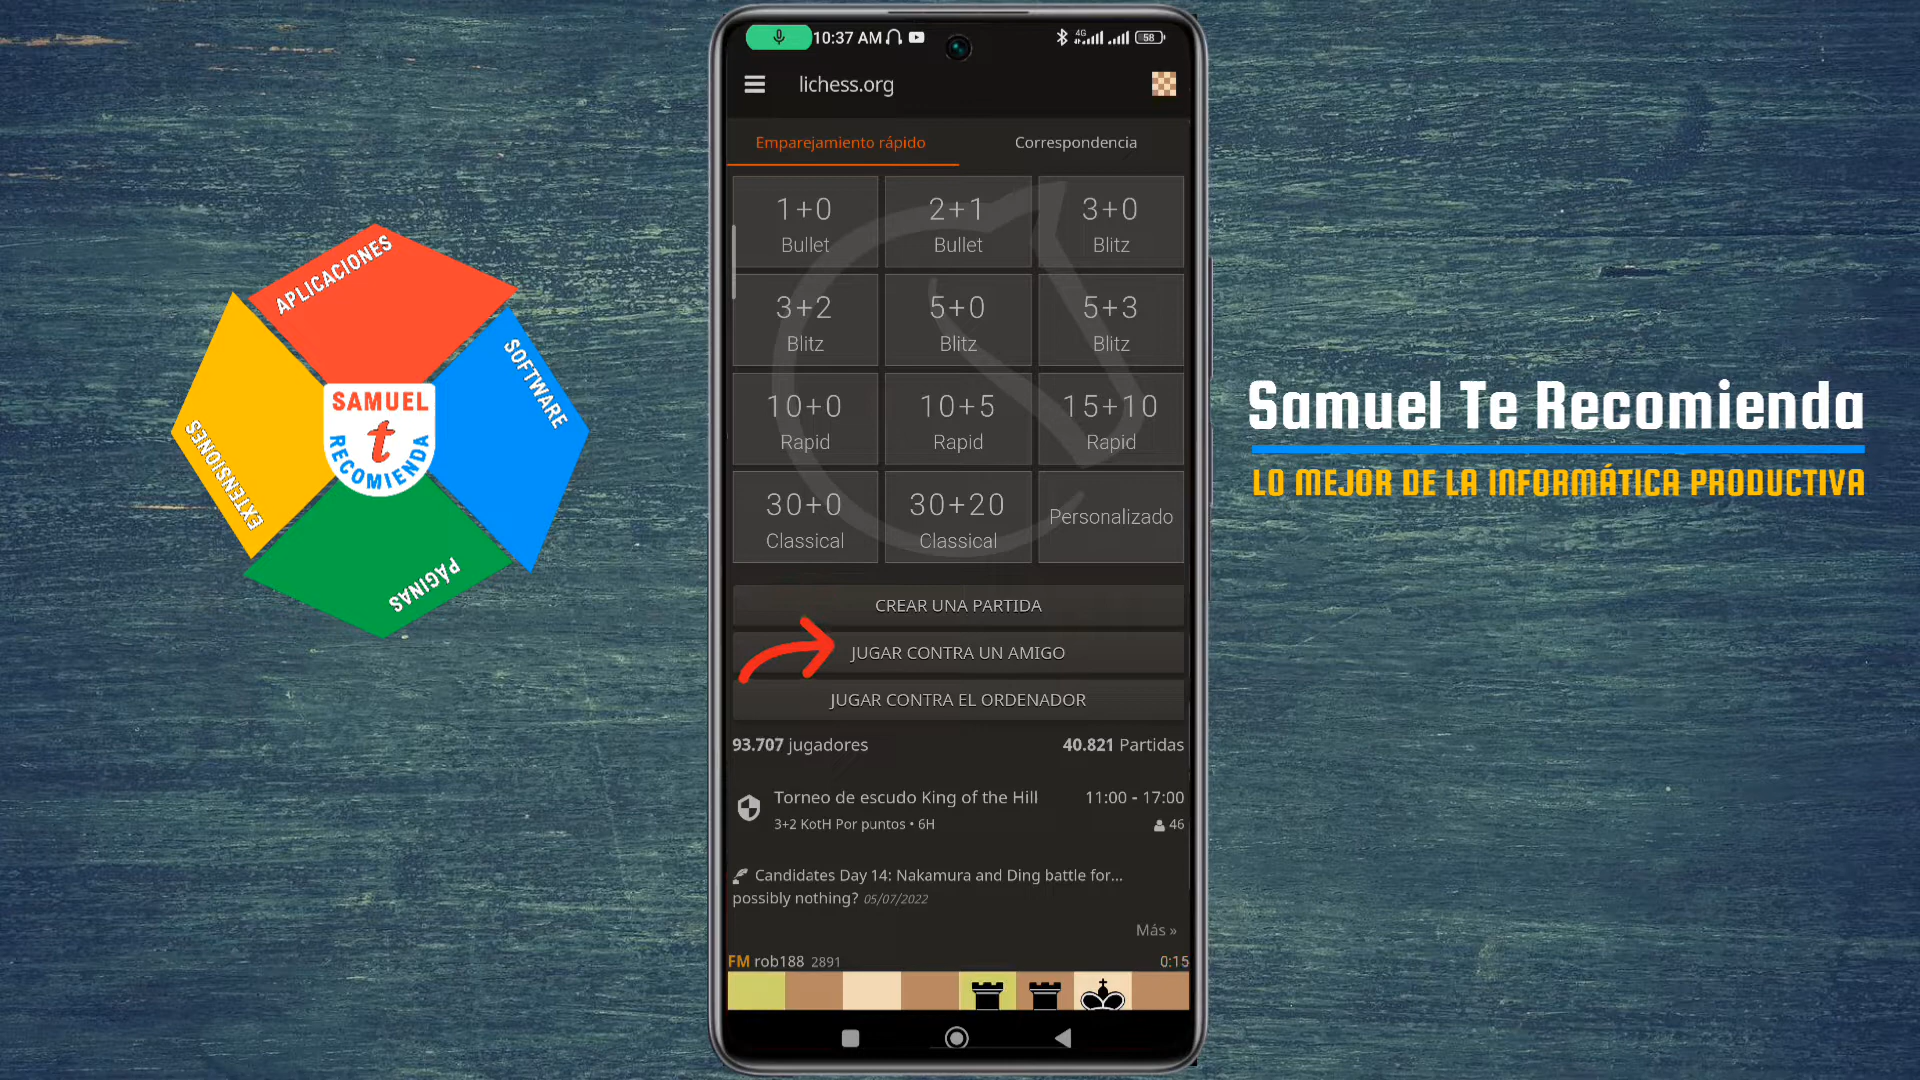 APLICACIONES
SOFTWARE
EXTENSIONES
PÁGINAS
SAMUEL
t
RECOMIENDA
10:37 AM
4G
58
lichess.org
Emparejamiento rápido
Correspondencia
1+0
Bullet
2+1
Bullet
3+0
Blitz
3+2
Blitz
5+0
Blitz
5+3
Blitz
10+0
Rapid
10+5
Rapid
15+10
Rapid
30+0
Classical
30+20
Classical
Personalizado
CREAR UNA PARTIDA
JUGAR CONTRA UN AMIGO
JUGAR CONTRA EL ORDENADOR
93.707 jugadores
40.821 Partidas
Torneo de escudo King of the Hill
11:00 - 17:00
3+2 KotH Por puntos • 6H
46
Candidates Day 14: Nakamura and Ding battle for...
possibly nothing? 05/07/2022
Más »
FM rob188 2891
0:15
Samuel Te Recomienda
LO MEJOR DE LA INFORMÁTICA PRODUCTIVA